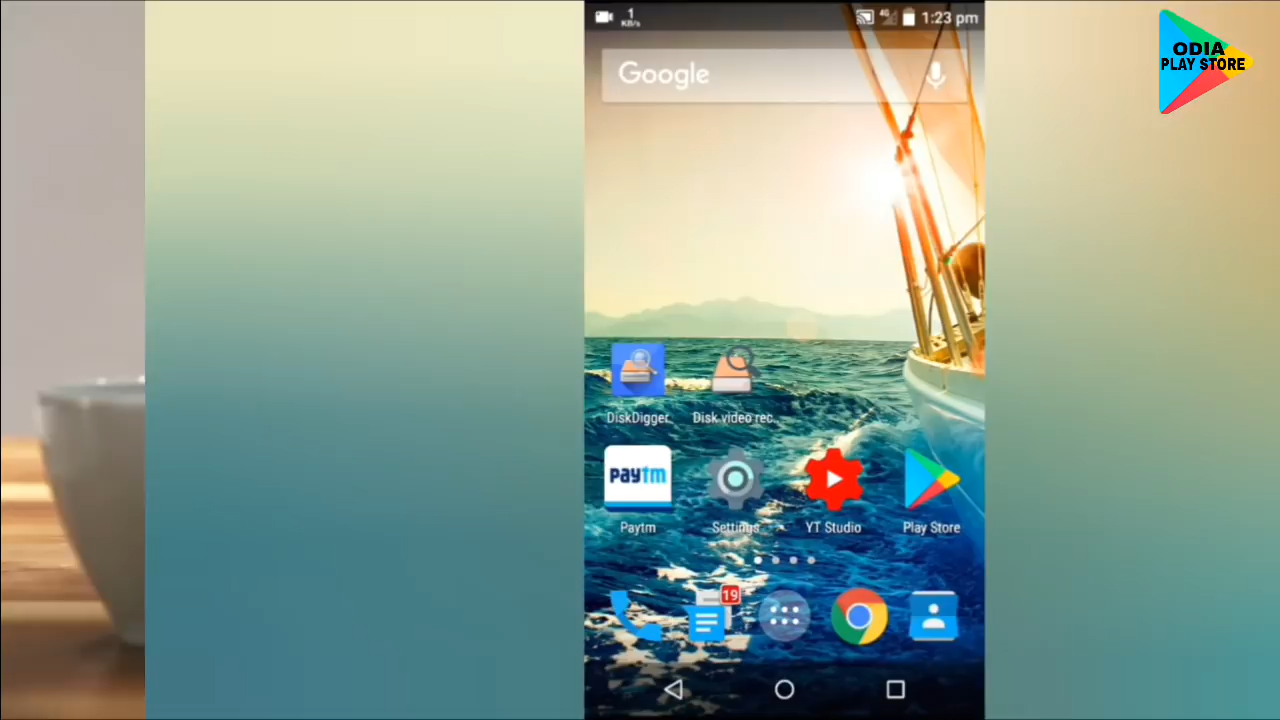 1
KB/s
4G
1:23 pm
ODIA
PLAY STORE
Google
DiskDigger
Disk video rec..
paytm
Paytm
Settings
YT Studio
Play Store
19